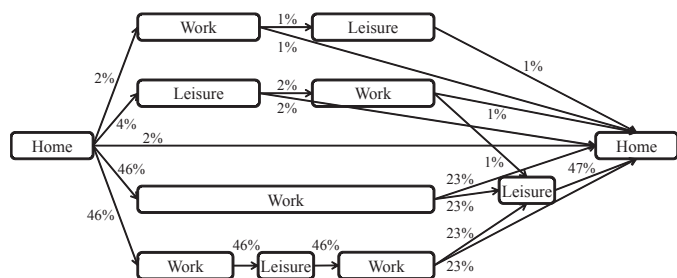 Work 1% Leisure
1%
2% 1%
Leisure 2% Work
2%
4% 1%
Home 2% Home
1%
46% 23% 47%
Work 23% Leisure
46% 23%
46% 46%
Work Leisure Work 23%